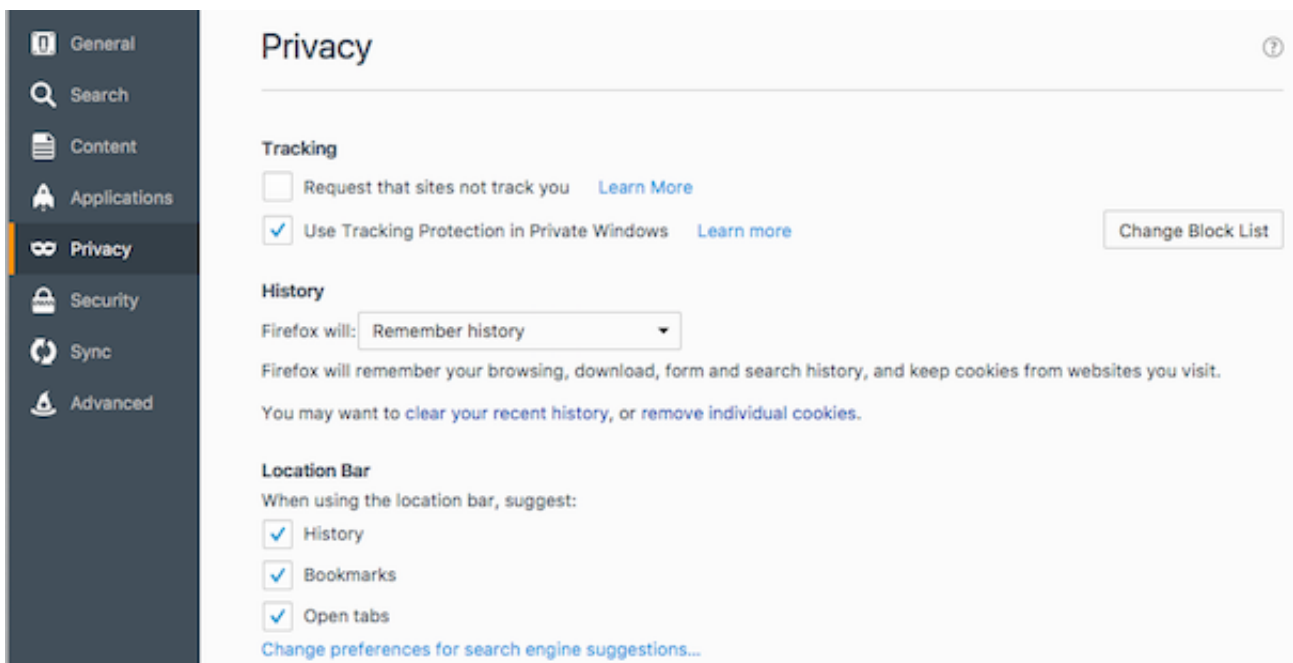 General
Search
Content
Applications
Privacy
Security
Sync
Advanced
Privacy
?
Tracking
Request that sites not track you Learn More
Use Tracking Protection in Private Windows Learn more Change Block List
History
Firefox will: Remember history
Firefox will remember your browsing, download, form and search history, and keep cookies from websites you visit.
You may want to clear your recent history, or remove individual cookies.
Location Bar
When using the location bar, suggest:
History
Bookmarks
Open tabs
Change preferences for search engine suggestions...